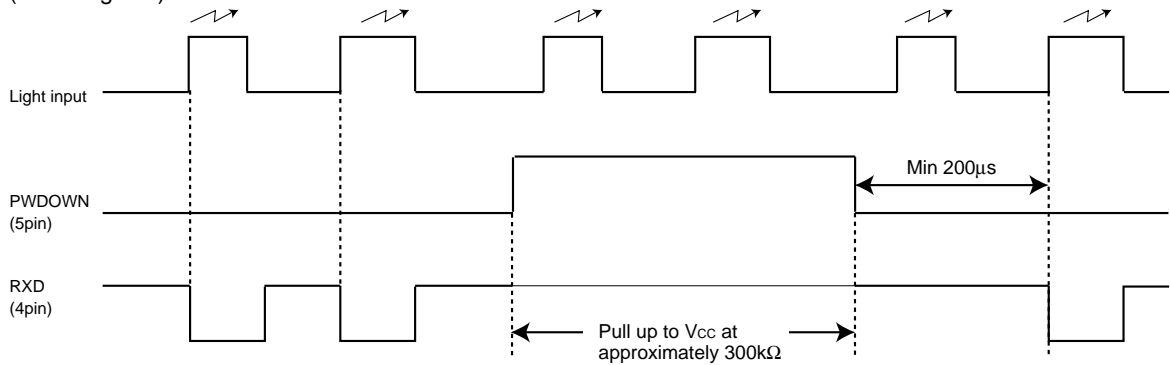 Light input
PWDOWN
(5pin)
Min 200µs
RXD
(4pin)
Pull up to VCC at
approximately 300kΩ